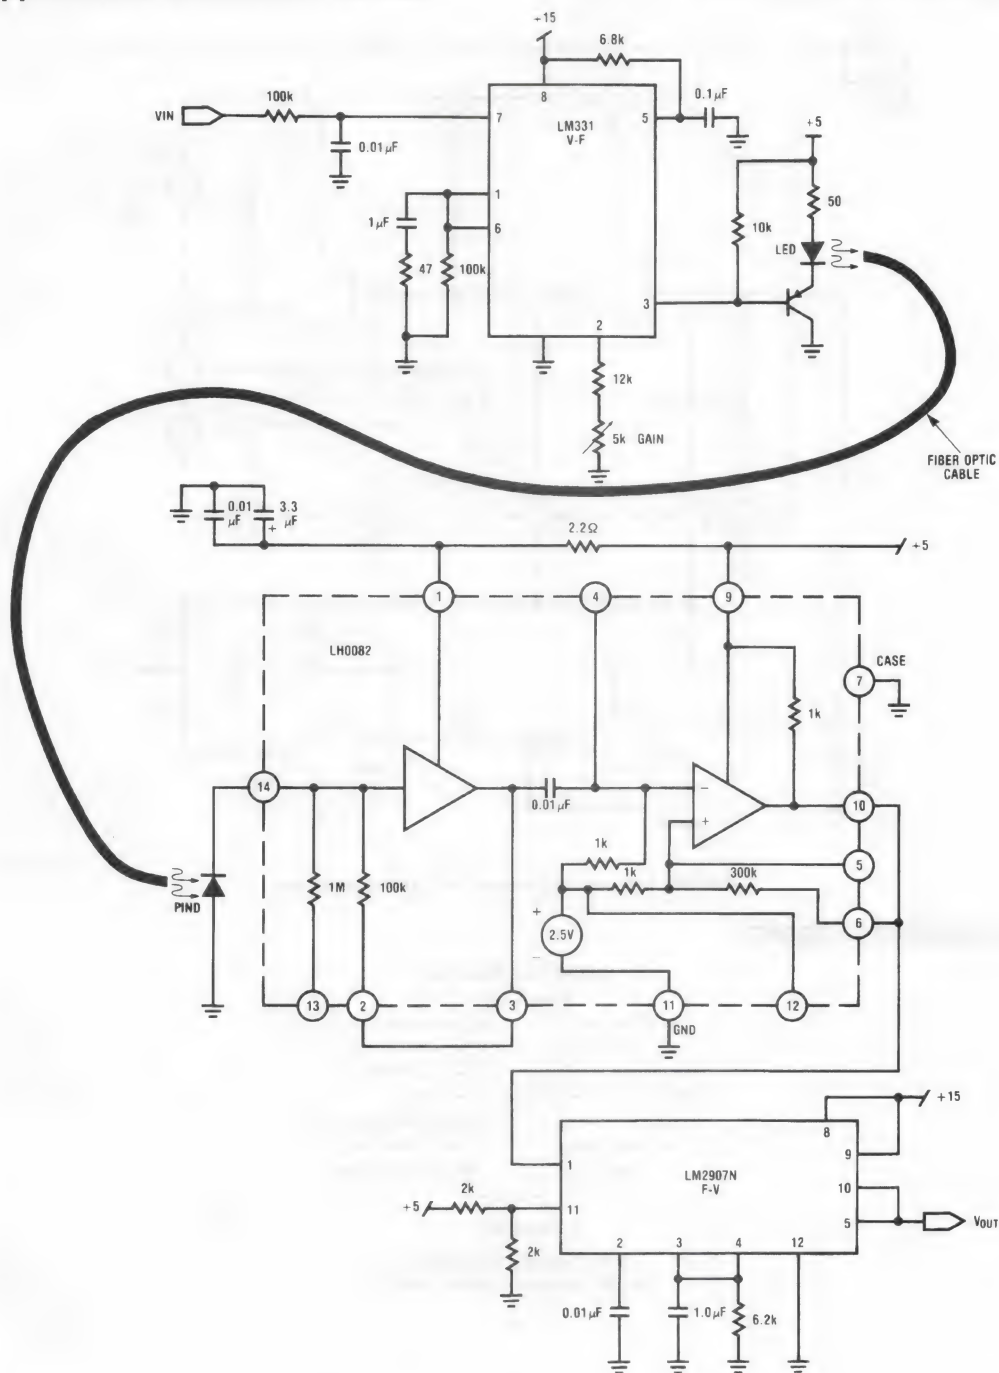 +15
6.8k
8
VIN
100k
7
LM331
V-F
5
0.1µF
+5
0.01µF
1
50
1µF
6
10k
LED
47
100k
3
2
12k
5k GAIN
FIBER OPTIC
CABLE
0.01
µF
3.3
µF
+
2.2Ω
+5
1
4
9
LH0082
CASE
7
1k
14
0.01µF
−
+
10
1k
1k
300k
5
1M
100k
PIND
+
2.5V
−
6
13
2
3
11
GND
12
+15
8
9
1
LM2907N
F-V
10
5
VOUT
+5
2k
11
2k
2
3
4
12
0.01µF
1.0µF
6.2k